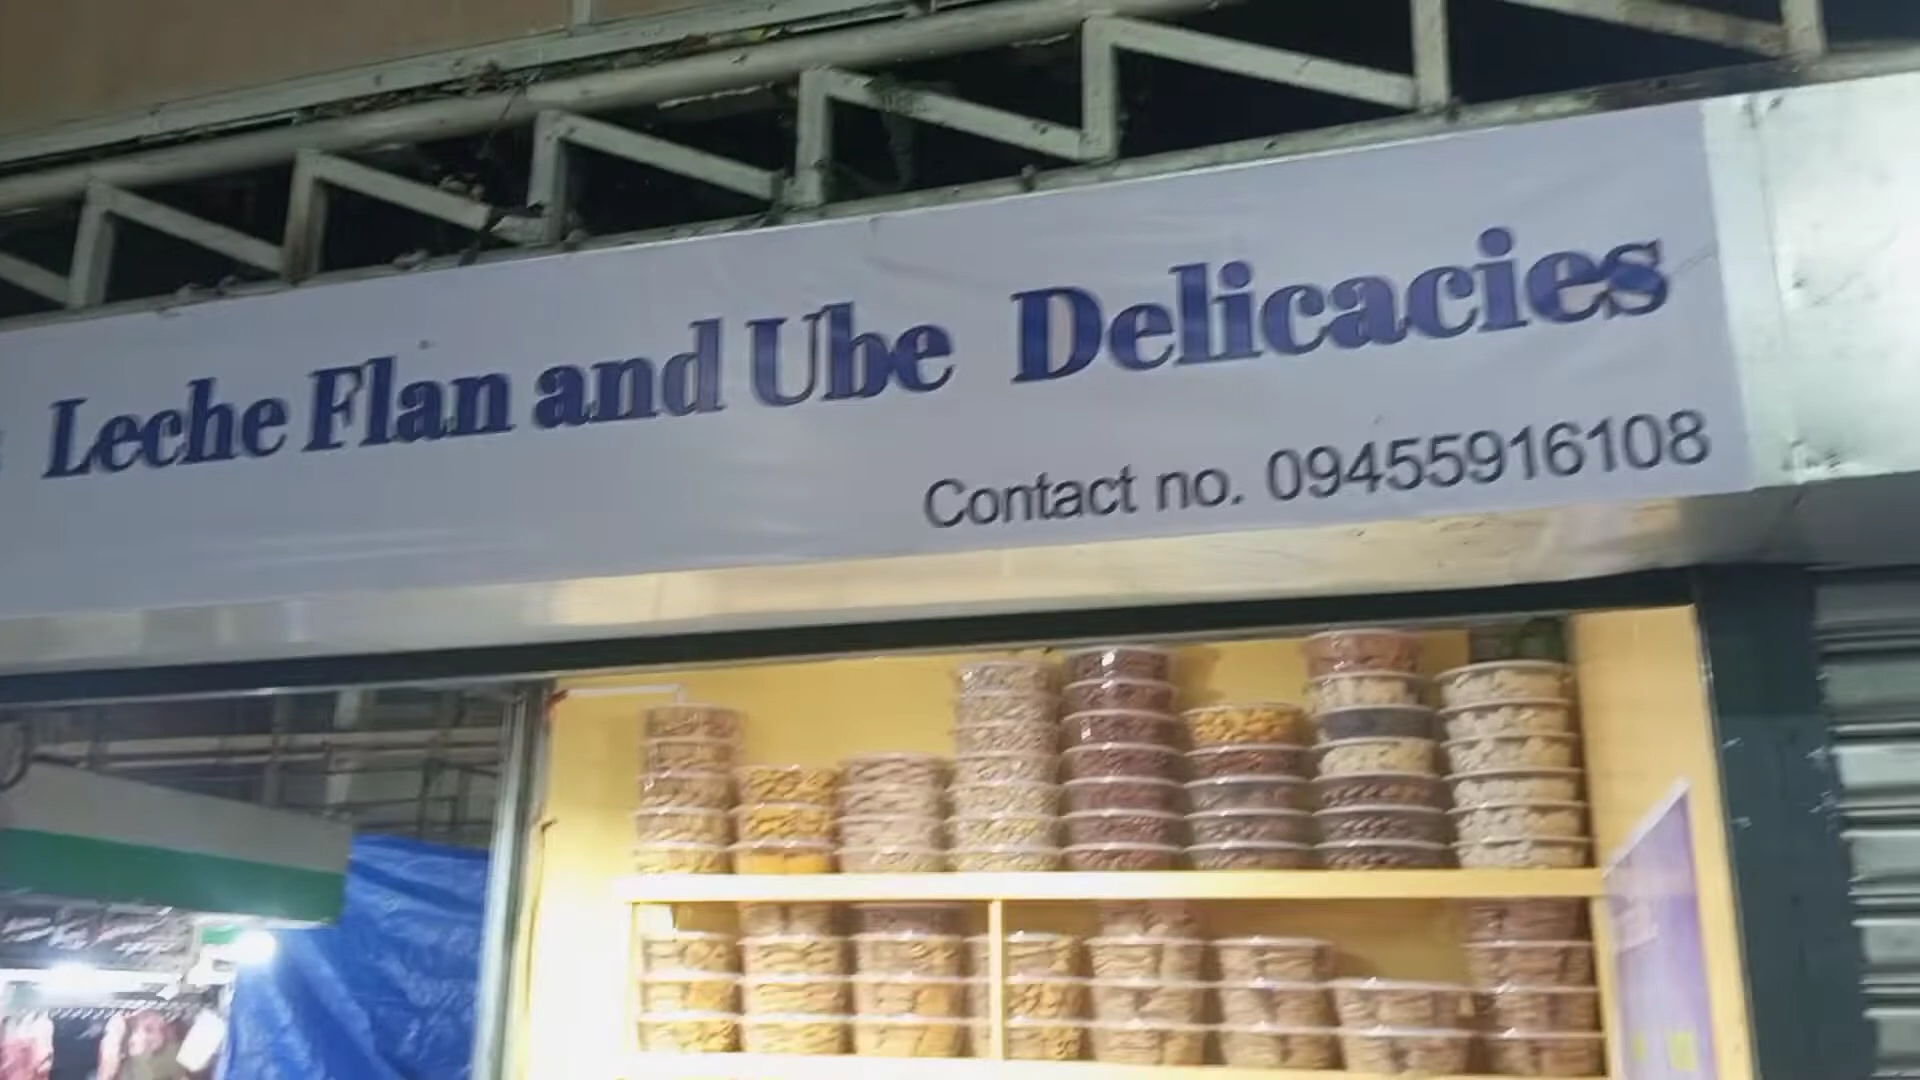 Leche Flan and Ube Delicacies
Contact no. 09455916108